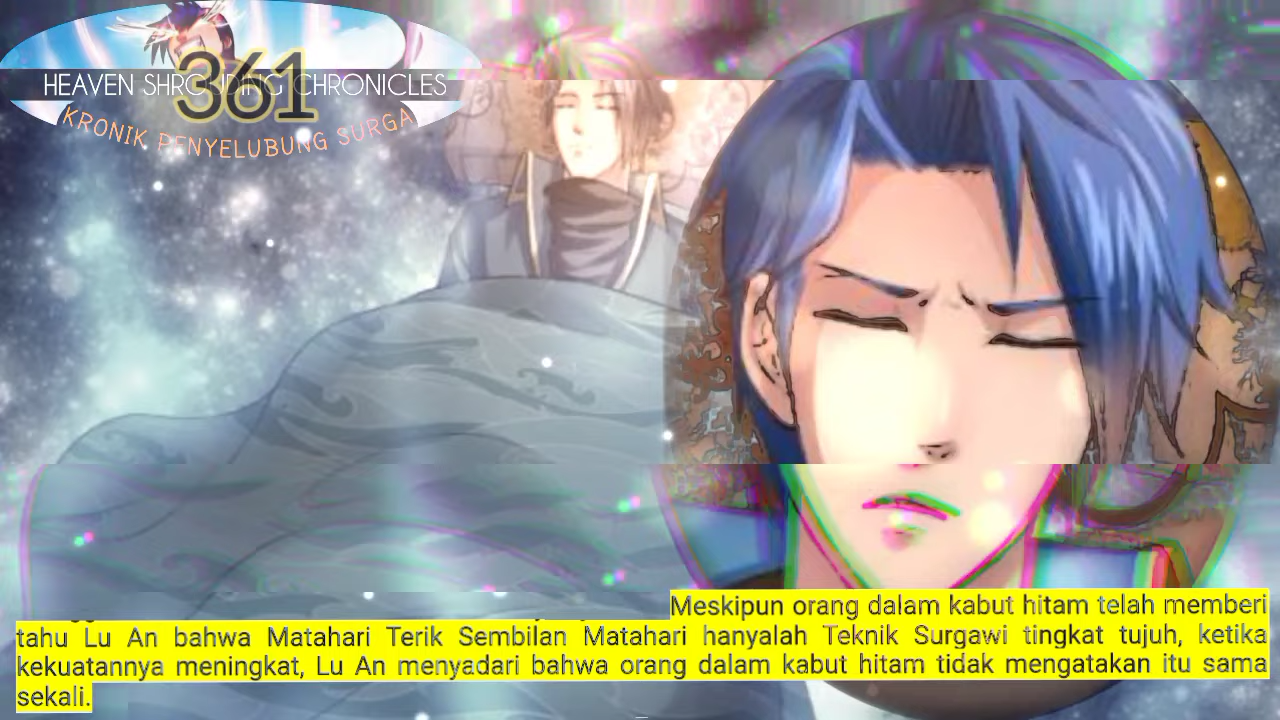 361
HEAVEN SHROUDING CHRONICLES
KRONIK PENYELUBUNG SURGA
Meskipun orang dalam kabut hitam telah memberi
tahu Lu An bahwa Matahari Terik Sembilan Matahari hanyalah Teknik Surgawi tingkat tujuh, ketika
kekuatannya meningkat, Lu An menyadari bahwa orang dalam kabut hitam tidak mengatakan itu sama
sekali.